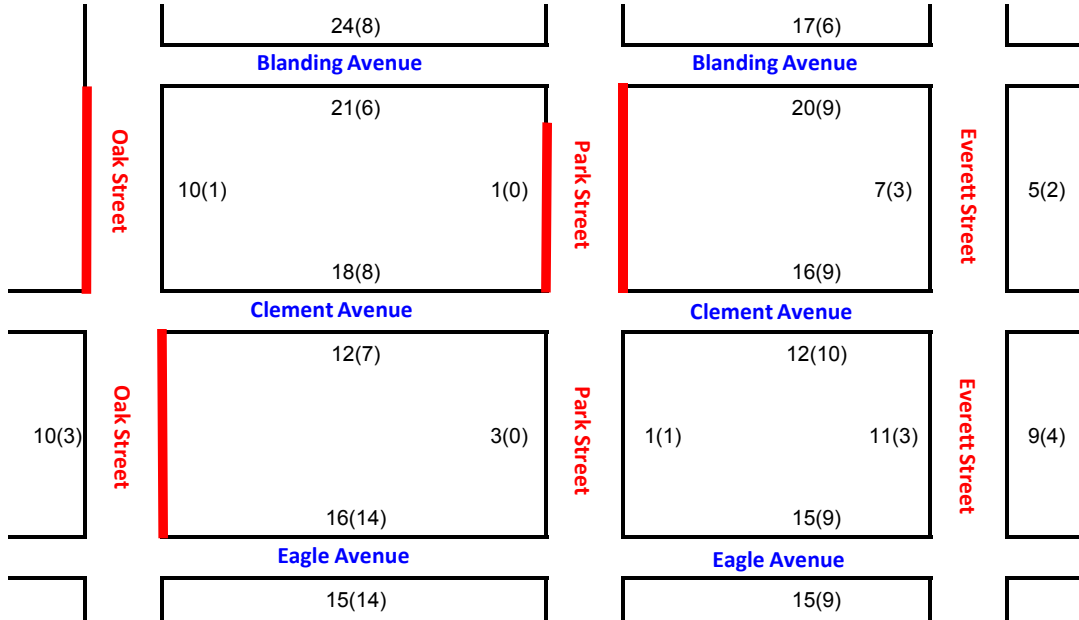 24(8)
17(6)
Blanding Avenue
Blanding Avenue
21(6)
20(9)
Oak Street
Park Street
Everett Street
10(1)
1(0)
7(3)
5(2)
18(8)
16(9)
Clement Avenue
Clement Avenue
12(7)
12(10)
Oak Street
Park Street
Everett Street
10(3)
3(0)
1(1)
11(3)
9(4)
16(14)
15(9)
Eagle Avenue
Eagle Avenue
15(14)
15(9)